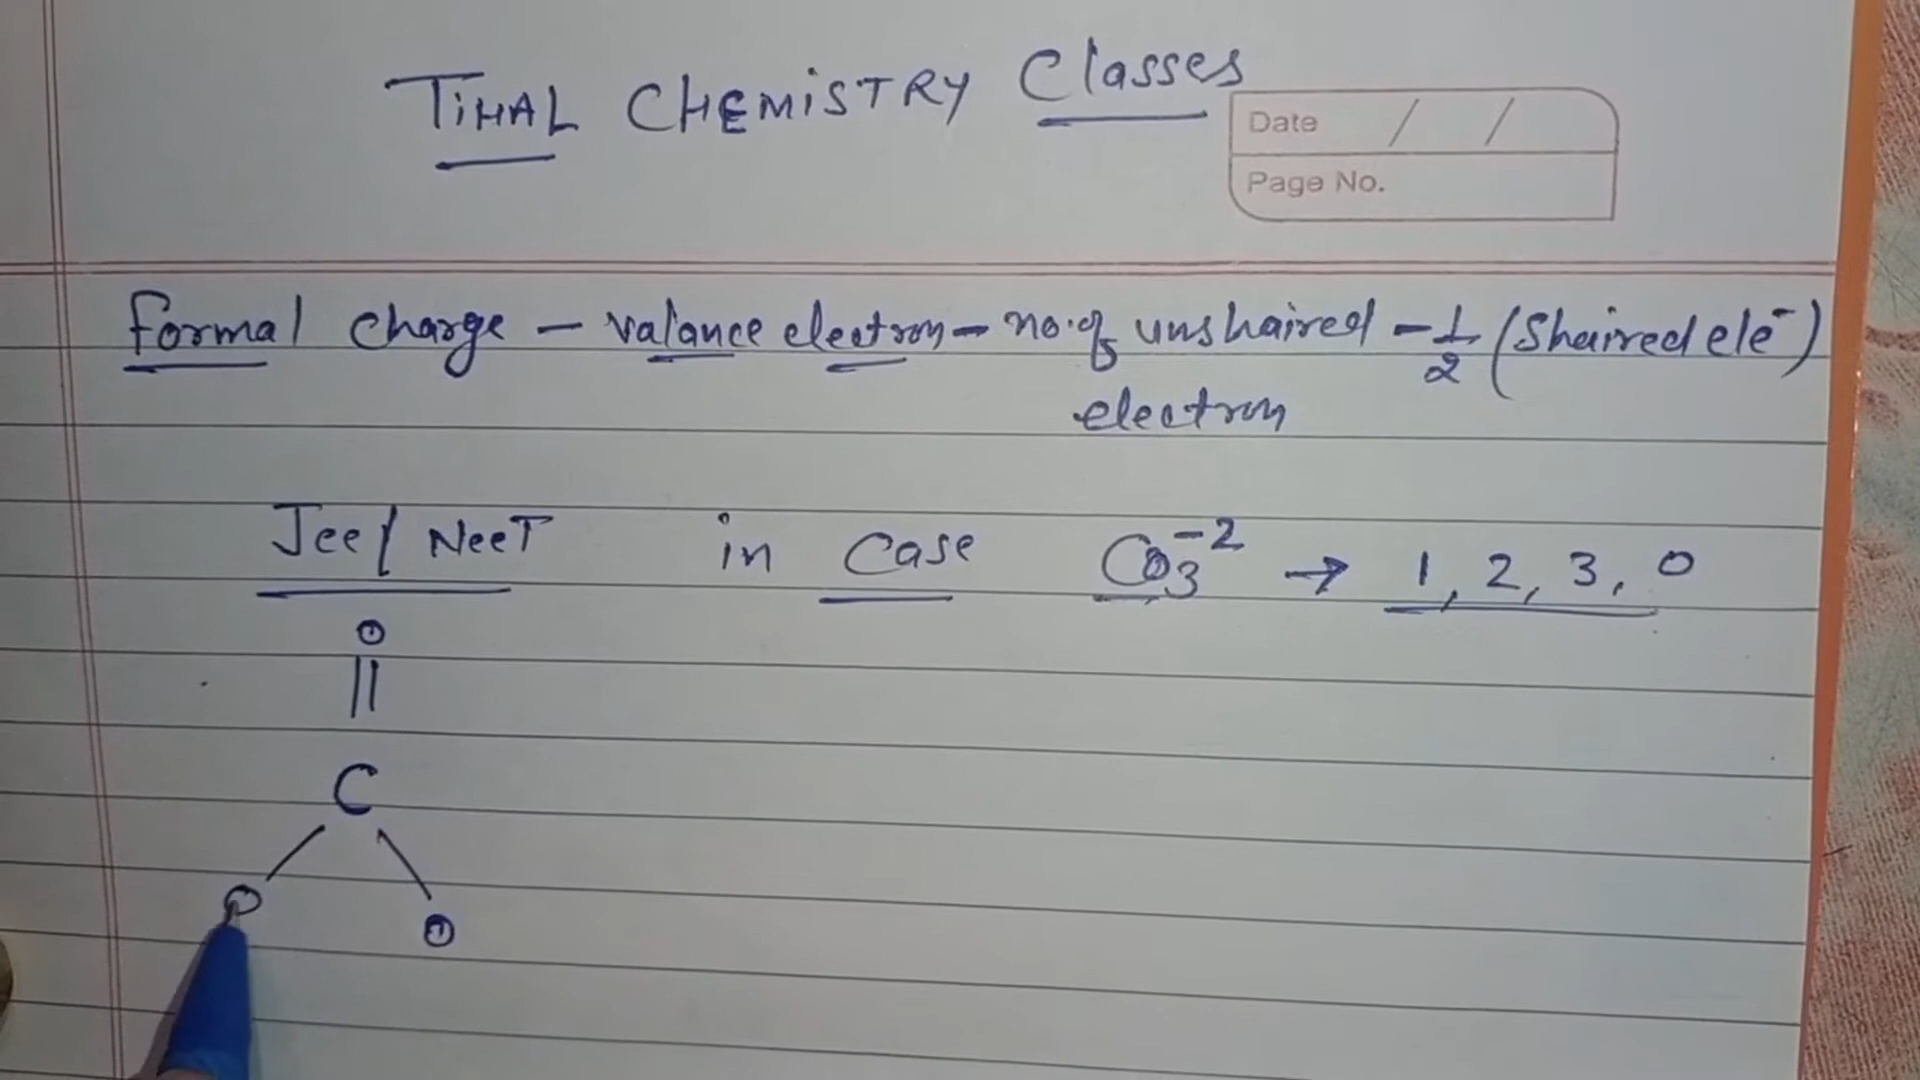 TiHAL CHEMiSTRY Classes
Date / /
Page No.
formal charge – valance electron – no. of unshaired – 1/2 (Shaired ele⁻)
electron
Jee/ NeeT in Case CO₃⁻² → 1, 2, 3, 0
O
||
C
O O